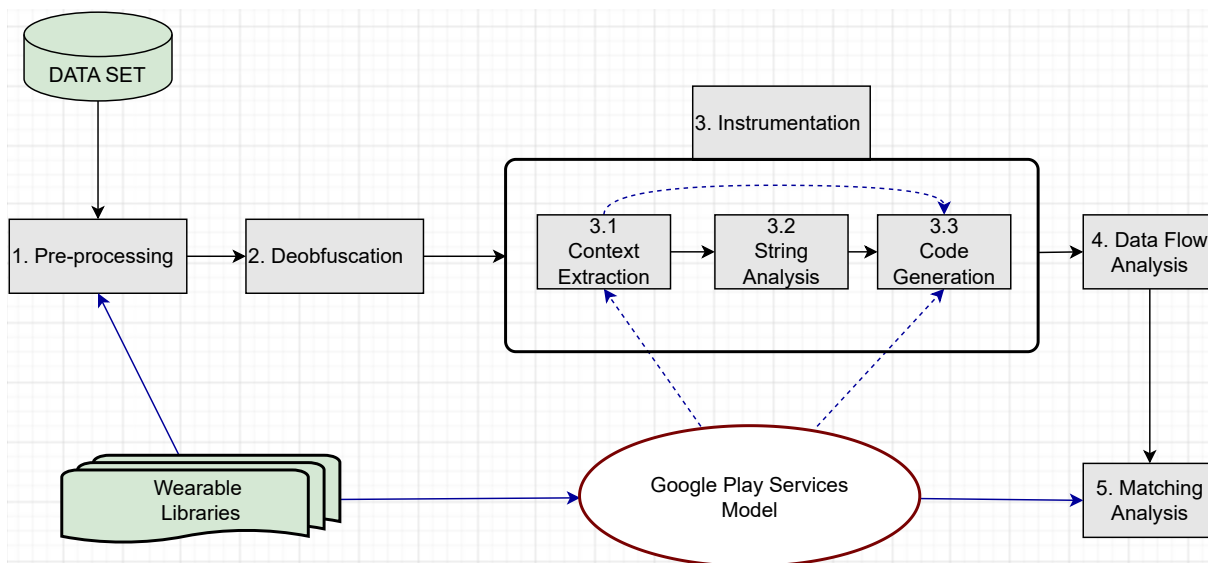 DATA SET
3. Instrumentation
1. Pre-processing
2. Deobfuscation
3.1
Context
Extraction
3.2
String
Analysis
3.3
Code
Generation
4. Data Flow
Analysis
Wearable
Libraries
Google Play Services
Model
5. Matching
Analysis